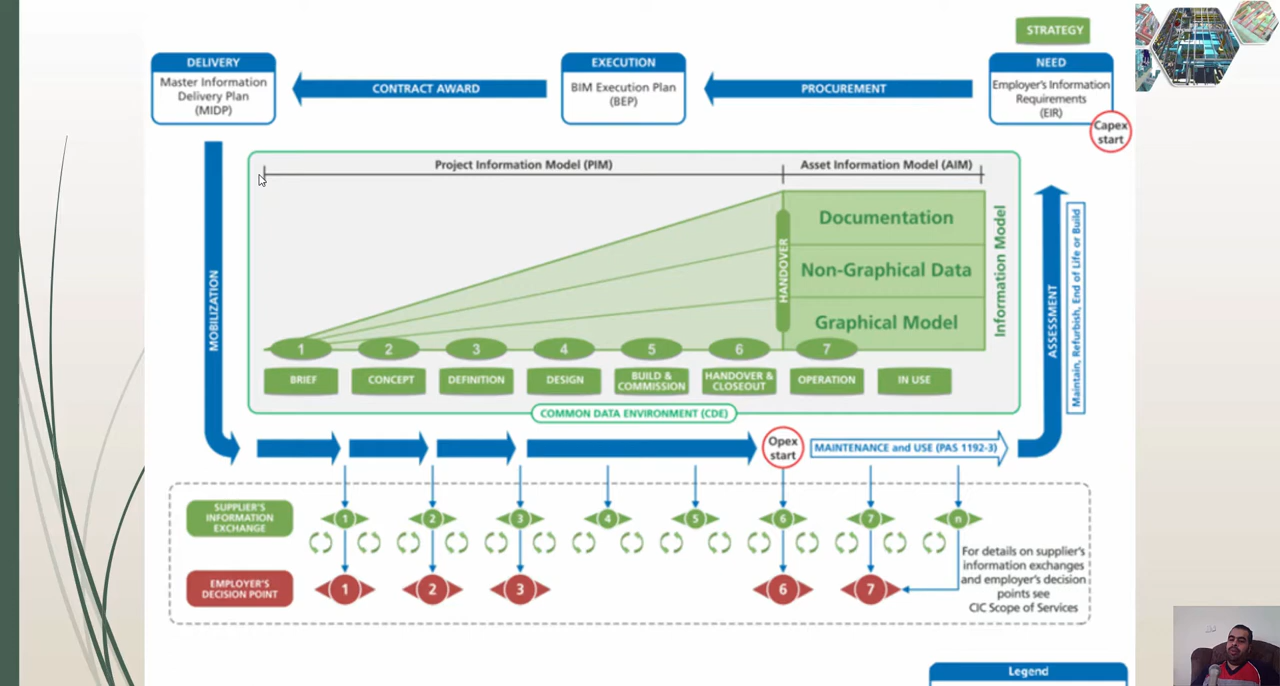 STRATEGY
DELIVERY
Master Information
Delivery Plan
(MIDP)
CONTRACT AWARD
EXECUTION
BIM Execution Plan
(BEP)
PROCUREMENT
NEED
Employer's Information
Requirements
(EIR)
Capex
start
Project Information Model (PIM)
Asset Information Model (AIM)
MOBILIZATION
HANDOVER
Documentation
Non-Graphical Data
Graphical Model
Information Model
ASSESSMENT
Maintain, Refurbish, End of Life or Build
1
2
3
4
5
6
7
BRIEF
CONCEPT
DEFINITION
DESIGN
BUILD &
COMMISSION
HANDOVER &
CLOSEOUT
OPERATION
IN USE
COMMON DATA ENVIRONMENT (CDE)
Opex
start
MAINTENANCE and USE (PAS 1192-3)
SUPPLIER'S
INFORMATION
EXCHANGE
1
2
3
4
5
6
7
n
EMPLOYER'S
DECISION POINT
1
2
3
6
7
For details on supplier's
information exchanges
and employer's decision
points see
CIC Scope of Services
Legend